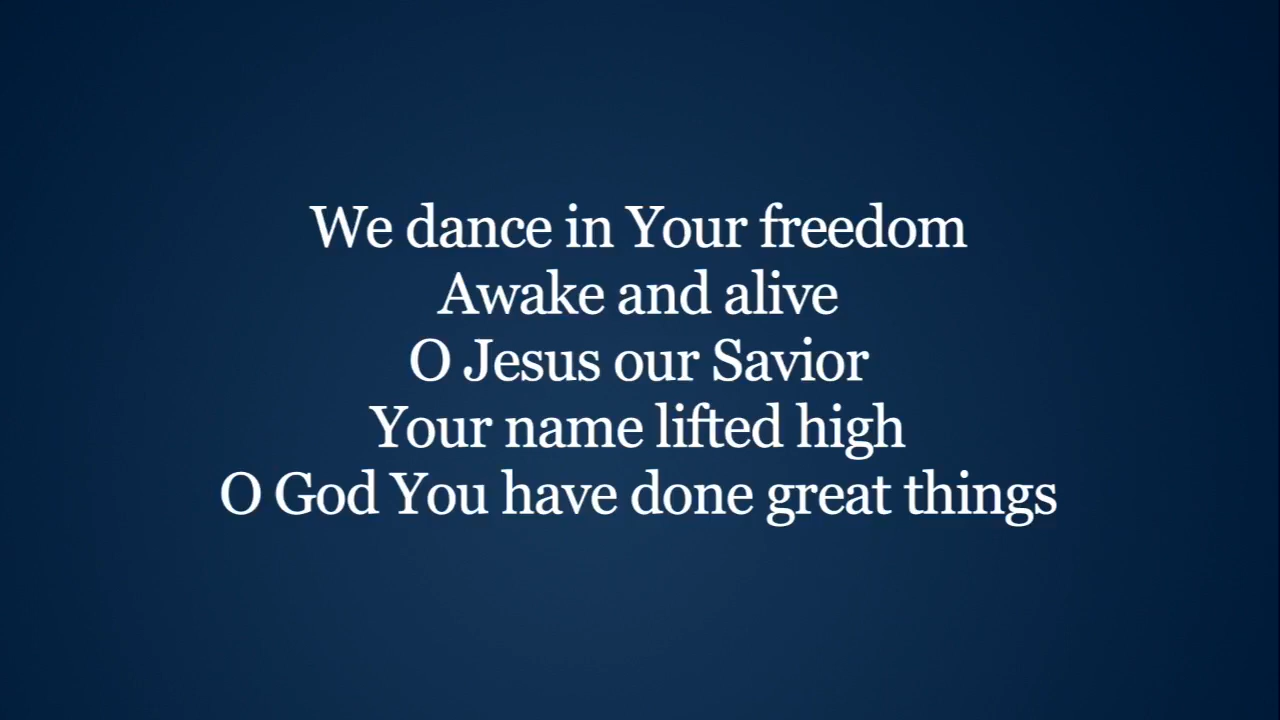 We dance in Your freedom
Awake and alive
O Jesus our Savior
Your name lifted high
O God You have done great things